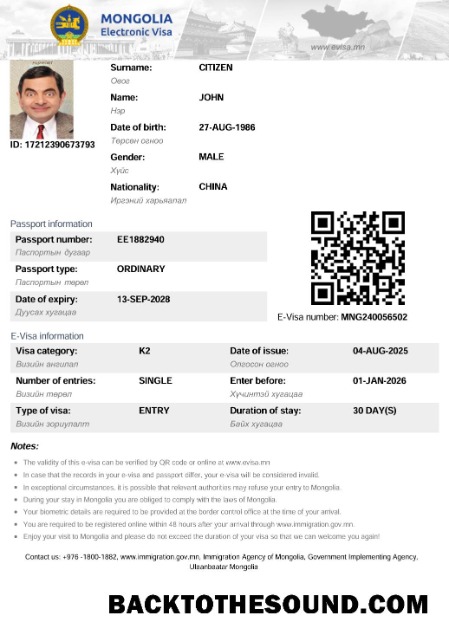 MONGOLIA
Electronic Visa
www.evisa.mn
Surname: CITIZEN
Овог
Name: JOHN
Нэр
Date of birth: 27-AUG-1986
Төрсөн огноо
ID: 17212390673793
Gender: MALE
Хүйс
Nationality: CHINA
Иргэний харьяалал
Passport information
Passport number: EE1882940
Паспортын дугаар
Passport type: ORDINARY
Паспортын төрөл
Date of expiry: 13-SEP-2028
Дуусах хугацаа
E-Visa number: MNG240056502
E-Visa information
Visa category: K2 Date of issue: 04-AUG-2025
Визийн ангилал Олгосон огноо
Number of entries: SINGLE Enter before: 01-JAN-2026
Визийн төрөл Хүчинтэй хугацаа
Type of visa: ENTRY Duration of stay: 30 DAY(S)
Визийн зориулалт Байх хугацаа
Notes:
The validity of this e-visa can be verified by QR code or online at www.evisa.mn
In case that the records in your e-visa and passport differ, your e-visa will be considered invalid.
In exceptional circumstances, it is possible that relevant authorities may refuse your entry to Mongolia.
During your stay in Mongolia you are obliged to comply with the laws of Mongolia.
Your biometric details are required to be provided at the border control office at the time of your arrival.
You are required to be registered online within 48 hours after your arrival through www.immigration.gov.mn.
Enjoy your visit to Mongolia and please do not exceed the duration of your visa so that we can welcome you again!
Contact us: +976 -1800-1882, www.immigration.gov.mn, Immigration Agency of Mongolia, Government Implementing Agency,
Ulaanbaatar Mongolia
BACKTOTHESOUND.COM